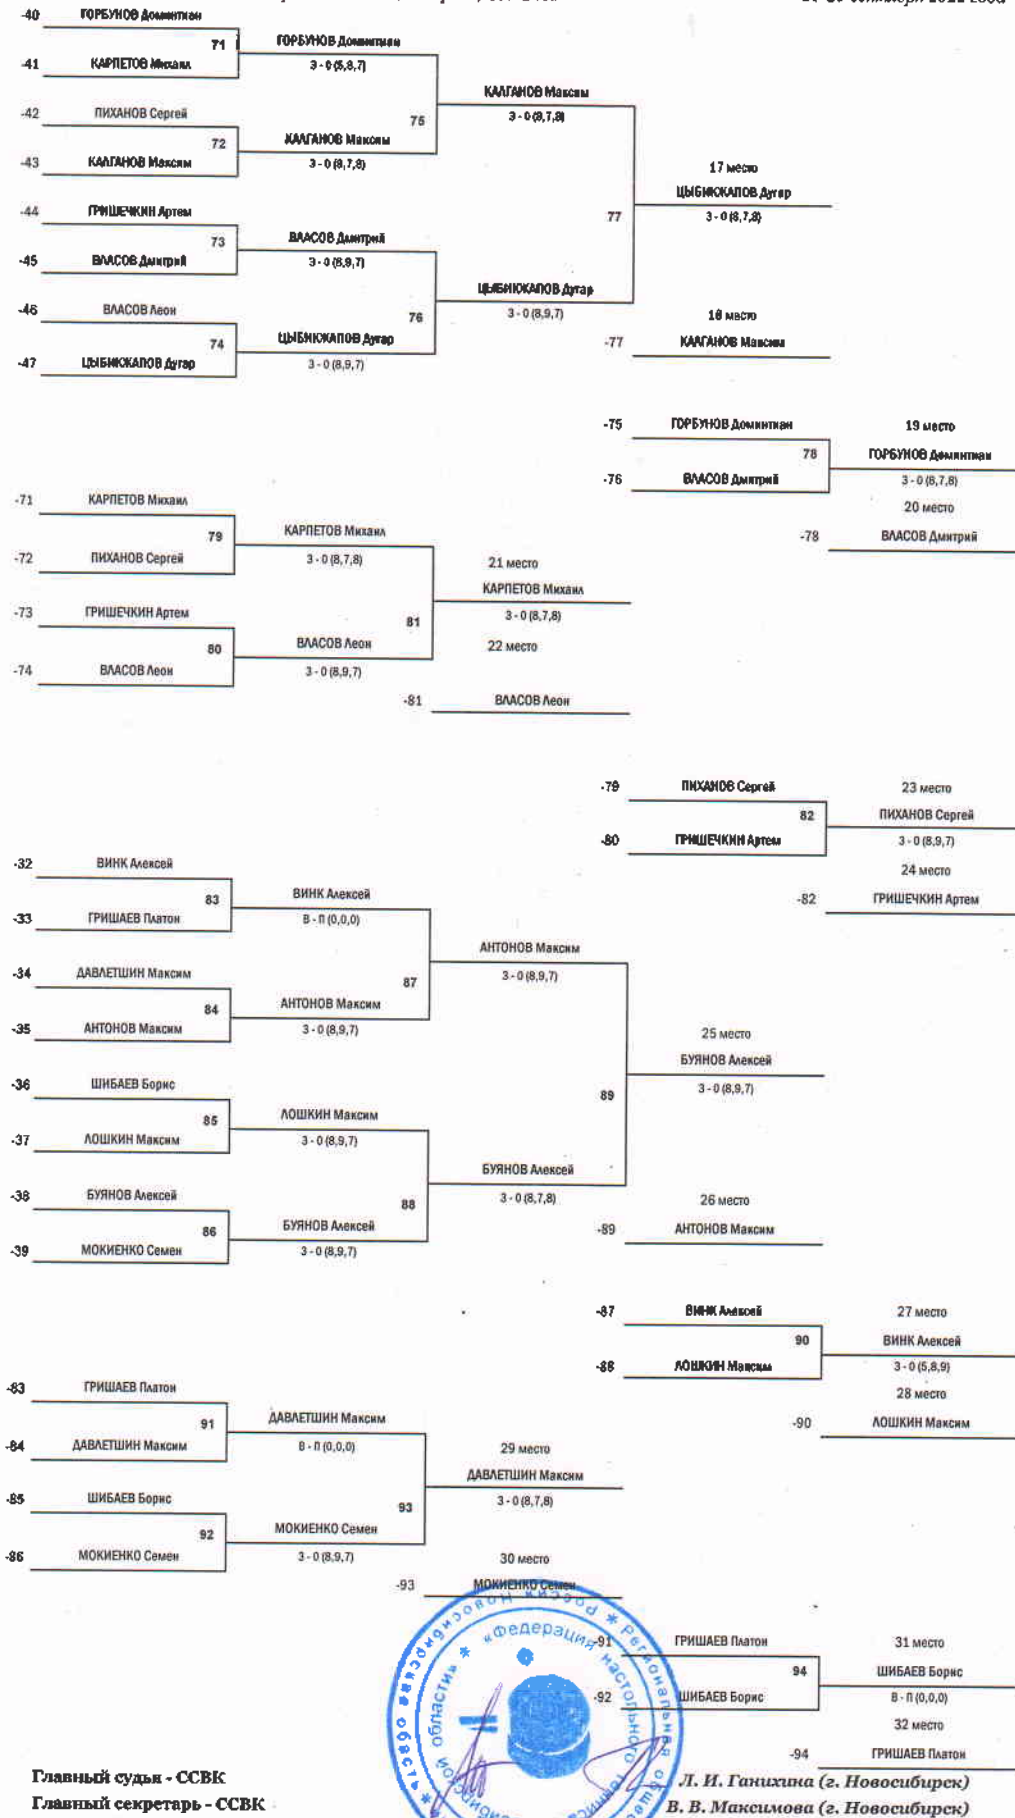 -40 ГОРБУНОВ Доминтиан
71 ГОРБУНОВ Доминтиан
-41 КАРПЕТОВ Михаил 3 - 0 (5,8,7)
КАЛГАНОВ Максим
-42 ПИХАНОВ Сергей 75 3 - 0 (8,7,8)
72 КАЛГАНОВ Максим
-43 КАЛГАНОВ Максим 3 - 0 (8,7,8)
17 место
ЦЫБИКЖАПОВ Дугар
-44 ГРИШЕЧКИН Артем 77 3 - 0 (8,7,8)
73 ВЛАСОВ Дмитрий
-45 ВЛАСОВ Дмитрий 3 - 0 (8,9,7)
ЦЫБИКЖАПОВ Дугар
-46 ВЛАСОВ Леон 76 3 - 0 (8,9,7) 18 место
74 ЦЫБИКЖАПОВ Дугар -77 КАЛГАНОВ Максим
-47 ЦЫБИКЖАПОВ Дугар 3 - 0 (8,9,7)
-75 ГОРБУНОВ Доминтиан 19 место
78 ГОРБУНОВ Доминтиан
-76 ВЛАСОВ Дмитрий 3 - 0 (8,7,8)
20 место
-78 ВЛАСОВ Дмитрий
-71 КАРПЕТОВ Михаил
79 КАРПЕТОВ Михаил
-72 ПИХАНОВ Сергей 3 - 0 (8,7,8) 21 место
КАРПЕТОВ Михаил
-73 ГРИШЕЧКИН Артем 81 3 - 0 (8,7,8)
80 ВЛАСОВ Леон 22 место
-74 ВЛАСОВ Леон 3 - 0 (8,9,7)
-81 ВЛАСОВ Леон
-79 ПИХАНОВ Сергей 23 место
82 ПИХАНОВ Сергей
-80 ГРИШЕЧКИН Артем 3 - 0 (8,9,7)
24 место
-82 ГРИШЕЧКИН Артем
-32 ВИНК Алексей
83 ВИНК Алексей
-33 ГРИШАЕВ Платон В - П (0,0,0)
АНТОНОВ Максим
-34 ДАВЛЕТШИН Максим 87 3 - 0 (8,9,7)
84 АНТОНОВ Максим
-35 АНТОНОВ Максим 3 - 0 (8,9,7)
25 место
БУЯНОВ Алексей
-36 ШИБАЕВ Борис 89 3 - 0 (8,9,7)
85 ЛОШКИН Максим
-37 ЛОШКИН Максим 3 - 0 (8,9,7)
БУЯНОВ Алексей
-38 БУЯНОВ Алексей 88 3 - 0 (8,7,8) 26 место
86 БУЯНОВ Алексей -89 АНТОНОВ Максим
-39 МОКИЕНКО Семен 3 - 0 (8,9,7)
-87 ВИНК Алексей 27 место
90 ВИНК Алексей
-88 ЛОШКИН Максим 3 - 0 (5,8,9)
28 место
-90 ЛОШКИН Максим
-83 ГРИШАЕВ Платон
91 ДАВЛЕТШИН Максим
-84 ДАВЛЕТШИН Максим В - П (0,0,0) 29 место
ДАВЛЕТШИН Максим
-85 ШИБАЕВ Борис 93 3 - 0 (8,7,8)
92 МОКИЕНКО Семен
-86 МОКИЕНКО Семен 3 - 0 (8,9,7) 30 место
-93 МОКИЕНКО Семен
-91 ГРИШАЕВ Платон 31 место
94 ШИБАЕВ Борис
-92 ШИБАЕВ Борис В - П (0,0,0)
32 место
-94 ГРИШАЕВ Платон
«Федерация настольного тенниса
области»
Региональная
Главный судья - ССВК Л. И. Ганихина (г. Новосибирск)
Главный секретарь - ССВК В. В. Максимова (г. Новосибирск)